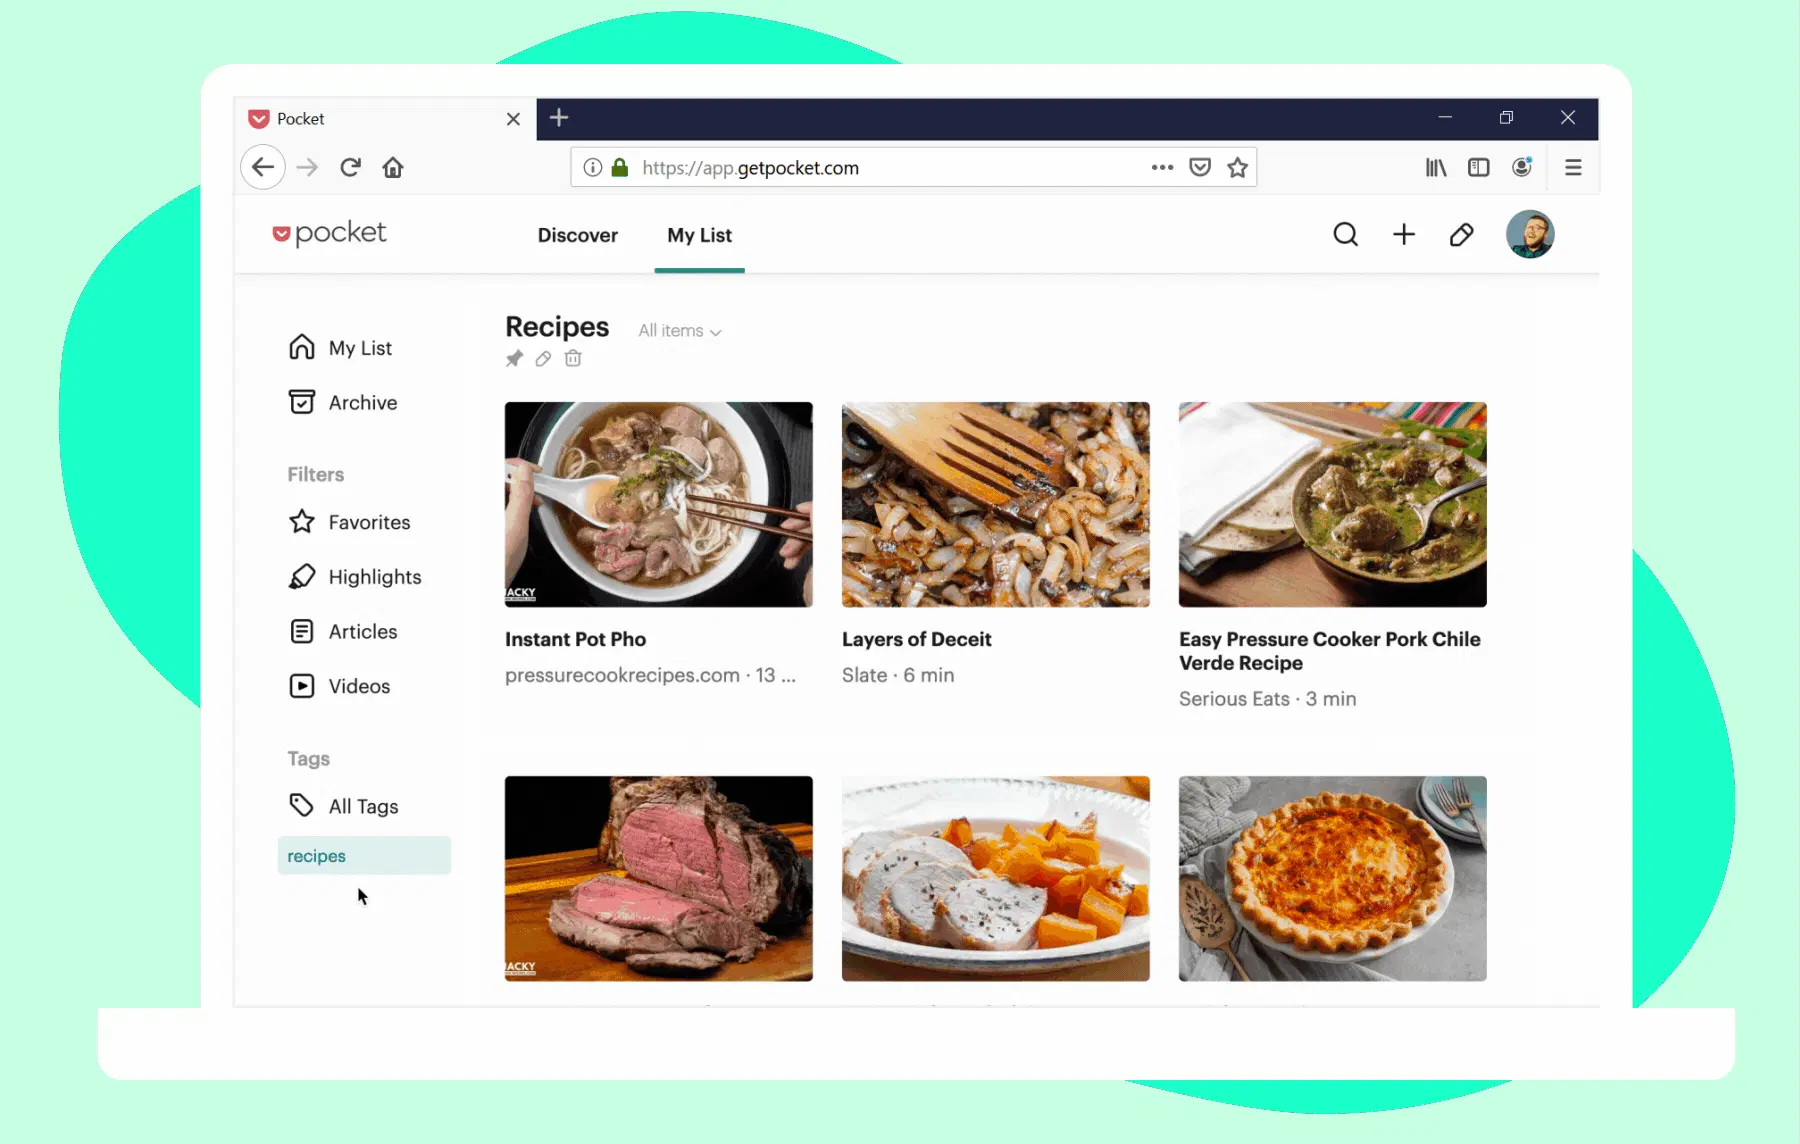 Pocket
https://app.getpocket.com
pocket
Discover
My List
My List
Archive
Filters
Favorites
Highlights
Articles
Videos
Tags
All Tags
recipes
Recipes
All items
JACKY
Instant Pot Pho
pressurecookrecipes.com · 13 ...
Layers of Deceit
Slate · 6 min
Easy Pressure Cooker Pork Chile
Verde Recipe
Serious Eats · 3 min
JACKY